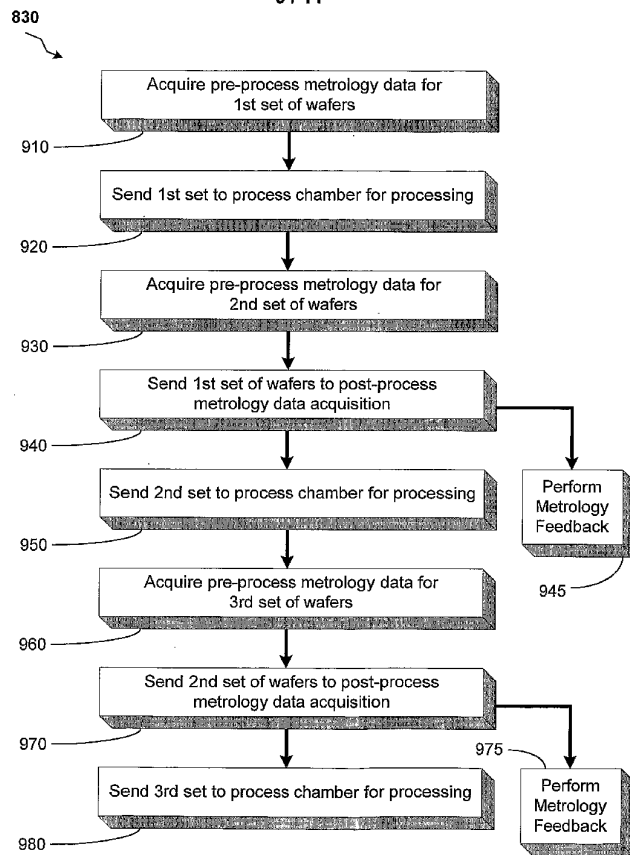 830
Acquire pre-process metrology data for
1st set of wafers
910
Send 1st set to process chamber for processing
920
Acquire pre-process metrology data for
2nd set of wafers
930
Send 1st set of wafers to post-process
metrology data acquisition
940
Send 2nd set to process chamber for processing
950
Perform
Metrology
Feedback
945
Acquire pre-process metrology data for
3rd set of wafers
960
Send 2nd set of wafers to post-process
metrology data acquisition
970
975
Send 3rd set to process chamber for processing
980
Perform
Metrology
Feedback